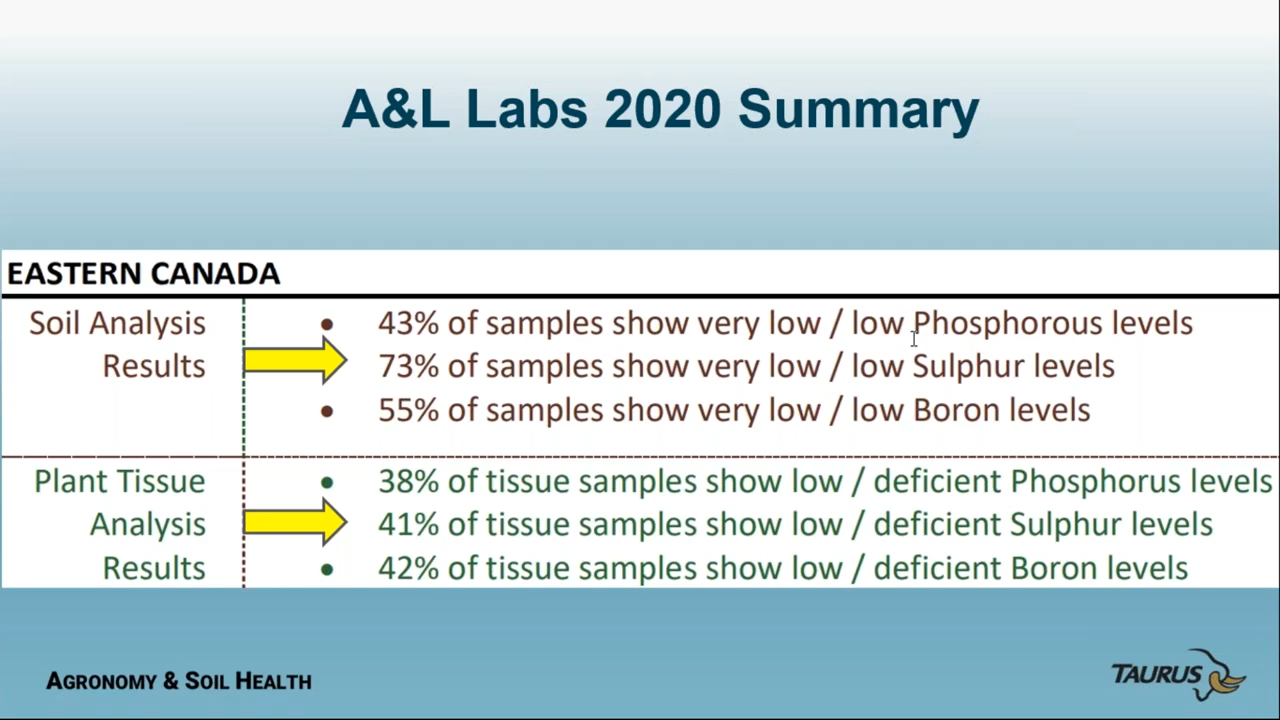 A&L Labs 2020 Summary
EASTERN CANADA
Soil Analysis
Results
• 43% of samples show very low / low Phosphorous levels
73% of samples show very low / low Sulphur levels
• 55% of samples show very low / low Boron levels
Plant Tissue
Analysis
Results
• 38% of tissue samples show low / deficient Phosphorus levels
41% of tissue samples show low / deficient Sulphur levels
• 42% of tissue samples show low / deficient Boron levels
AGRONOMY & SOIL HEALTH
TAURUS